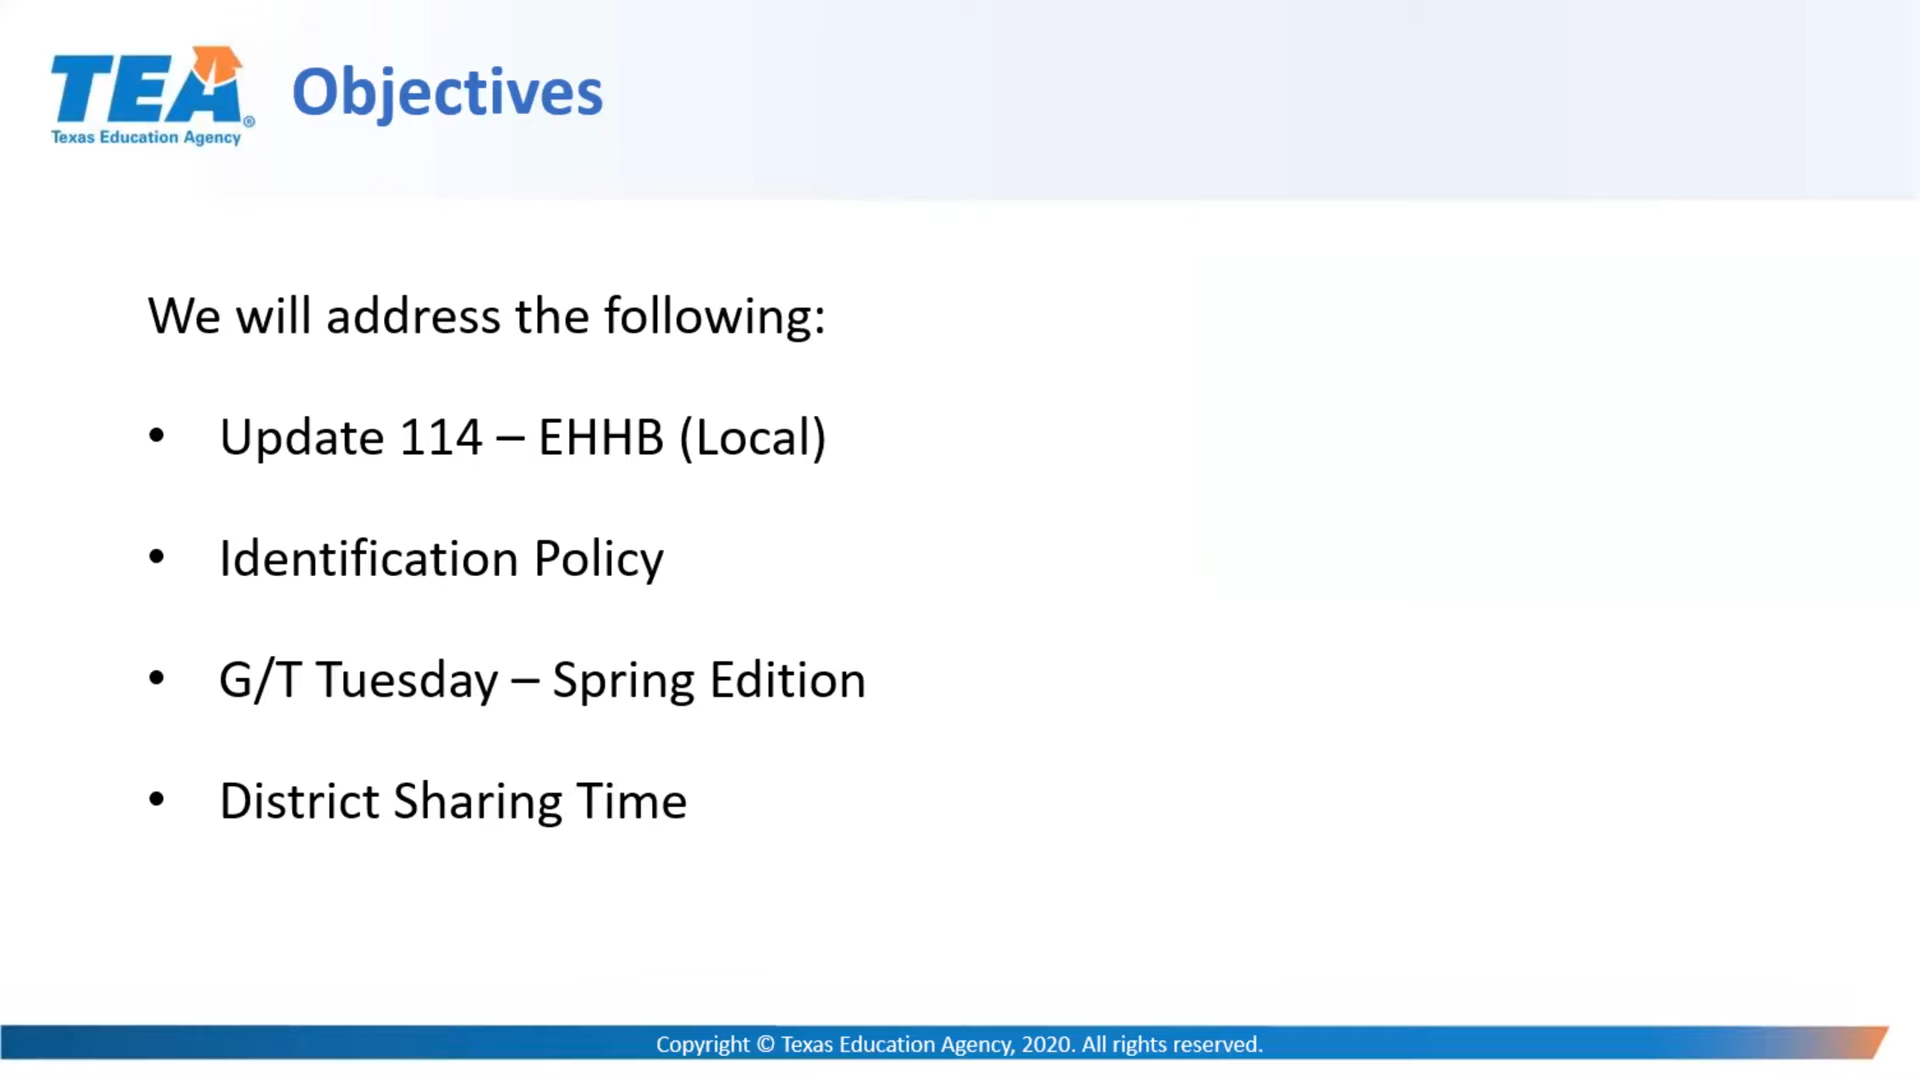 TEA®
Texas Education Agency
Objectives
We will address the following:
• Update 114 – EHHB (Local)
• Identification Policy
• G/T Tuesday – Spring Edition
• District Sharing Time
Copyright © Texas Education Agency, 2020. All rights reserved.